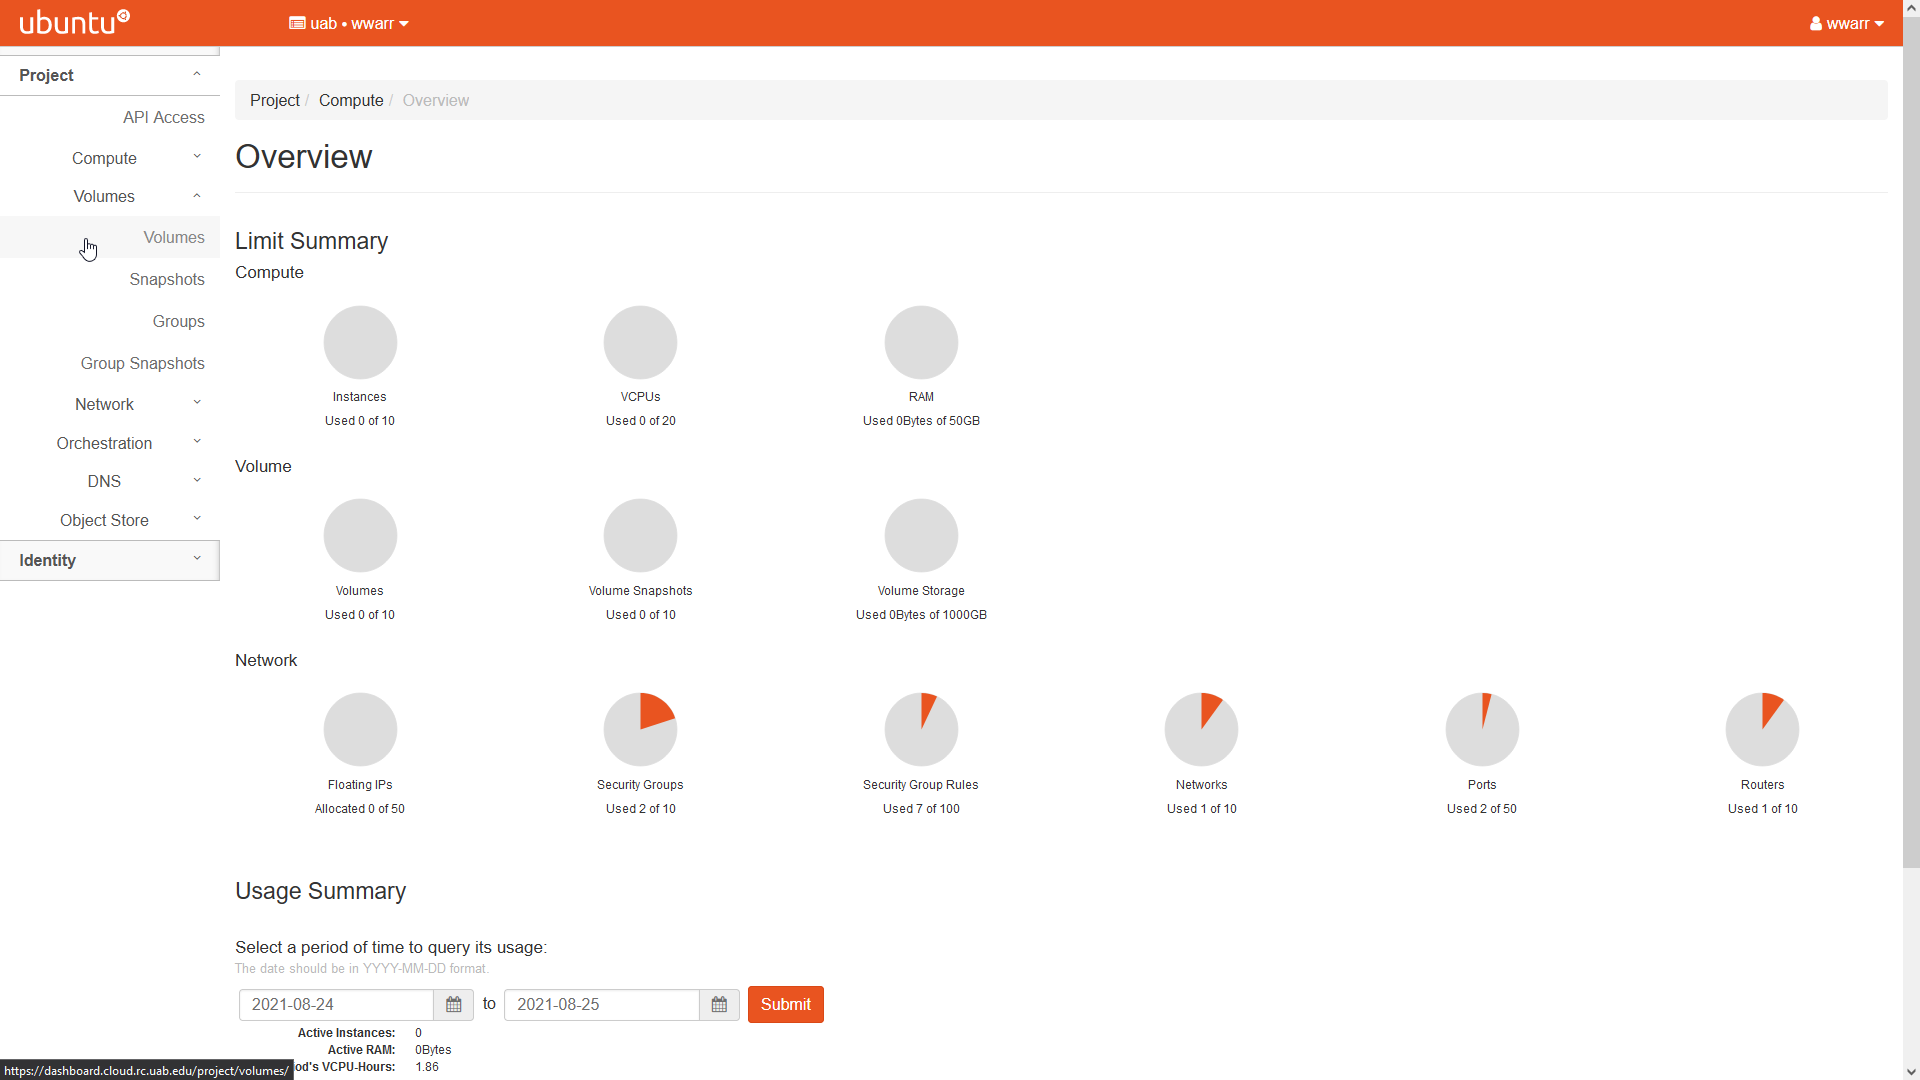 ubuntu
uab • wwarr
wwarr
Project
API Access
Compute
Volumes
Volumes
Snapshots
Groups
Group Snapshots
Network
Orchestration
DNS
Object Store
Identity
Project / Compute / Overview
Overview
Limit Summary
Compute
Instances
Used 0 of 10
VCPUs
Used 0 of 20
RAM
Used 0Bytes of 50GB
Volume
Volumes
Used 0 of 10
Volume Snapshots
Used 0 of 10
Volume Storage
Used 0Bytes of 1000GB
Network
Floating IPs
Allocated 0 of 50
Security Groups
Used 2 of 10
Security Group Rules
Used 7 of 100
Networks
Used 1 of 10
Ports
Used 2 of 50
Routers
Used 1 of 10
Usage Summary
Select a period of time to query its usage:
The date should be in YYYY-MM-DD format.
2021-08-24 to 2021-08-25 Submit
Active Instances: 0
Active RAM: 0Bytes
od's VCPU-Hours: 1.86
https://dashboard.cloud.rc.uab.edu/project/volumes/